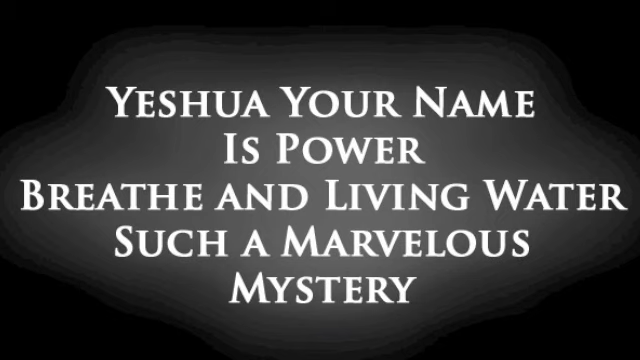 Yeshua Your Name
Is Power
Breathe and Living Water
Such a Marvelous
Mystery